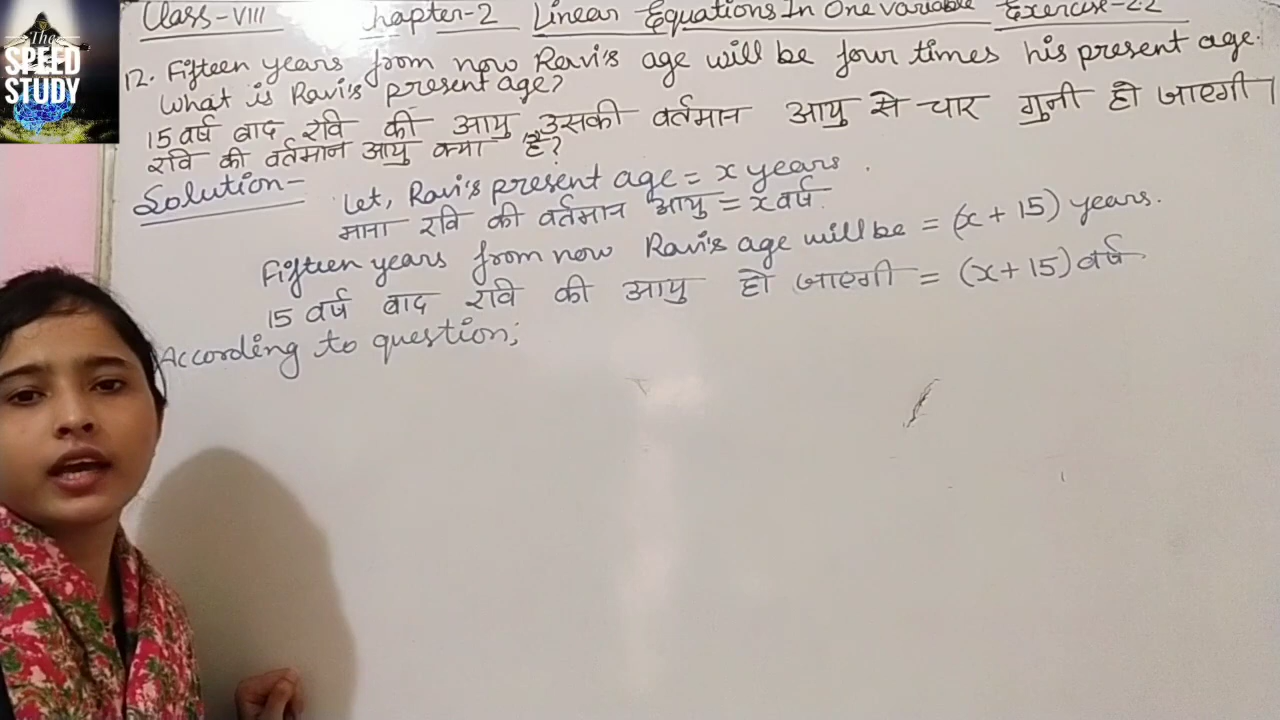 The
SPEED
STUDY
Class-VIII Chapter-2 Linear Equations In One variable Exercise-2.2
12. Fifteen years from now Ravi's age will be four times his present age.
What is Ravi's present age?
15 वर्ष बाद रवि की आयु उसकी वर्तमान आयु से चार गुनी हो जाएगी।
रवि की वर्तमान आयु क्या है?
Solution-
Let, Ravi's present age = x years
माना रवि की वर्तमान आयु = x वर्ष
Fifteen years from now Ravi's age will be = (x + 15) years.
15 वर्ष बाद रवि की आयु हो जाएगी = (x + 15) वर्ष
According to question;